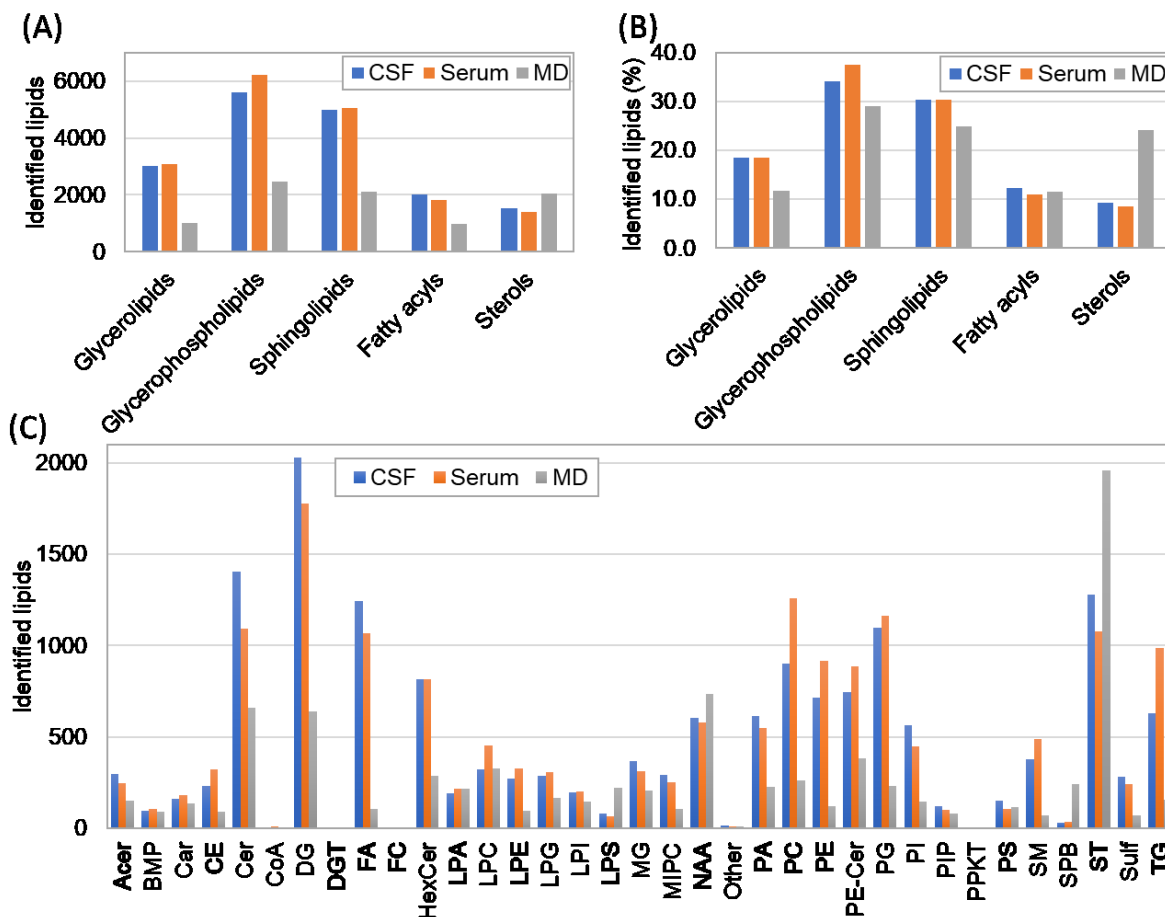 (A)
Identified lipids
6000
4000
2000
0
CSF Serum MD
Glycerolipids
Glycerophospholipids
Sphingolipids
Fatty acyls
Sterols
(B)
Identified lipids (%)
40.0
30.0
20.0
10.0
0.0
CSF Serum MD
Glycerolipids
Glycerophospholipids
Sphingolipids
Fatty acyls
Sterols
(C)
Identified lipids
2000
1500
1000
500
0
CSF Serum MD
Acer
BMP
Car
CE
Cer
CoA
DG
DGT
FA
FC
HexCer
LPA
LPC
LPE
LPG
LPI
LPS
MG
MIPC
NAA
Other
PA
PC
PE
PE-Cer
PG
PI
PIP
PPKT
PS
SM
SPB
ST
Sulf
TG